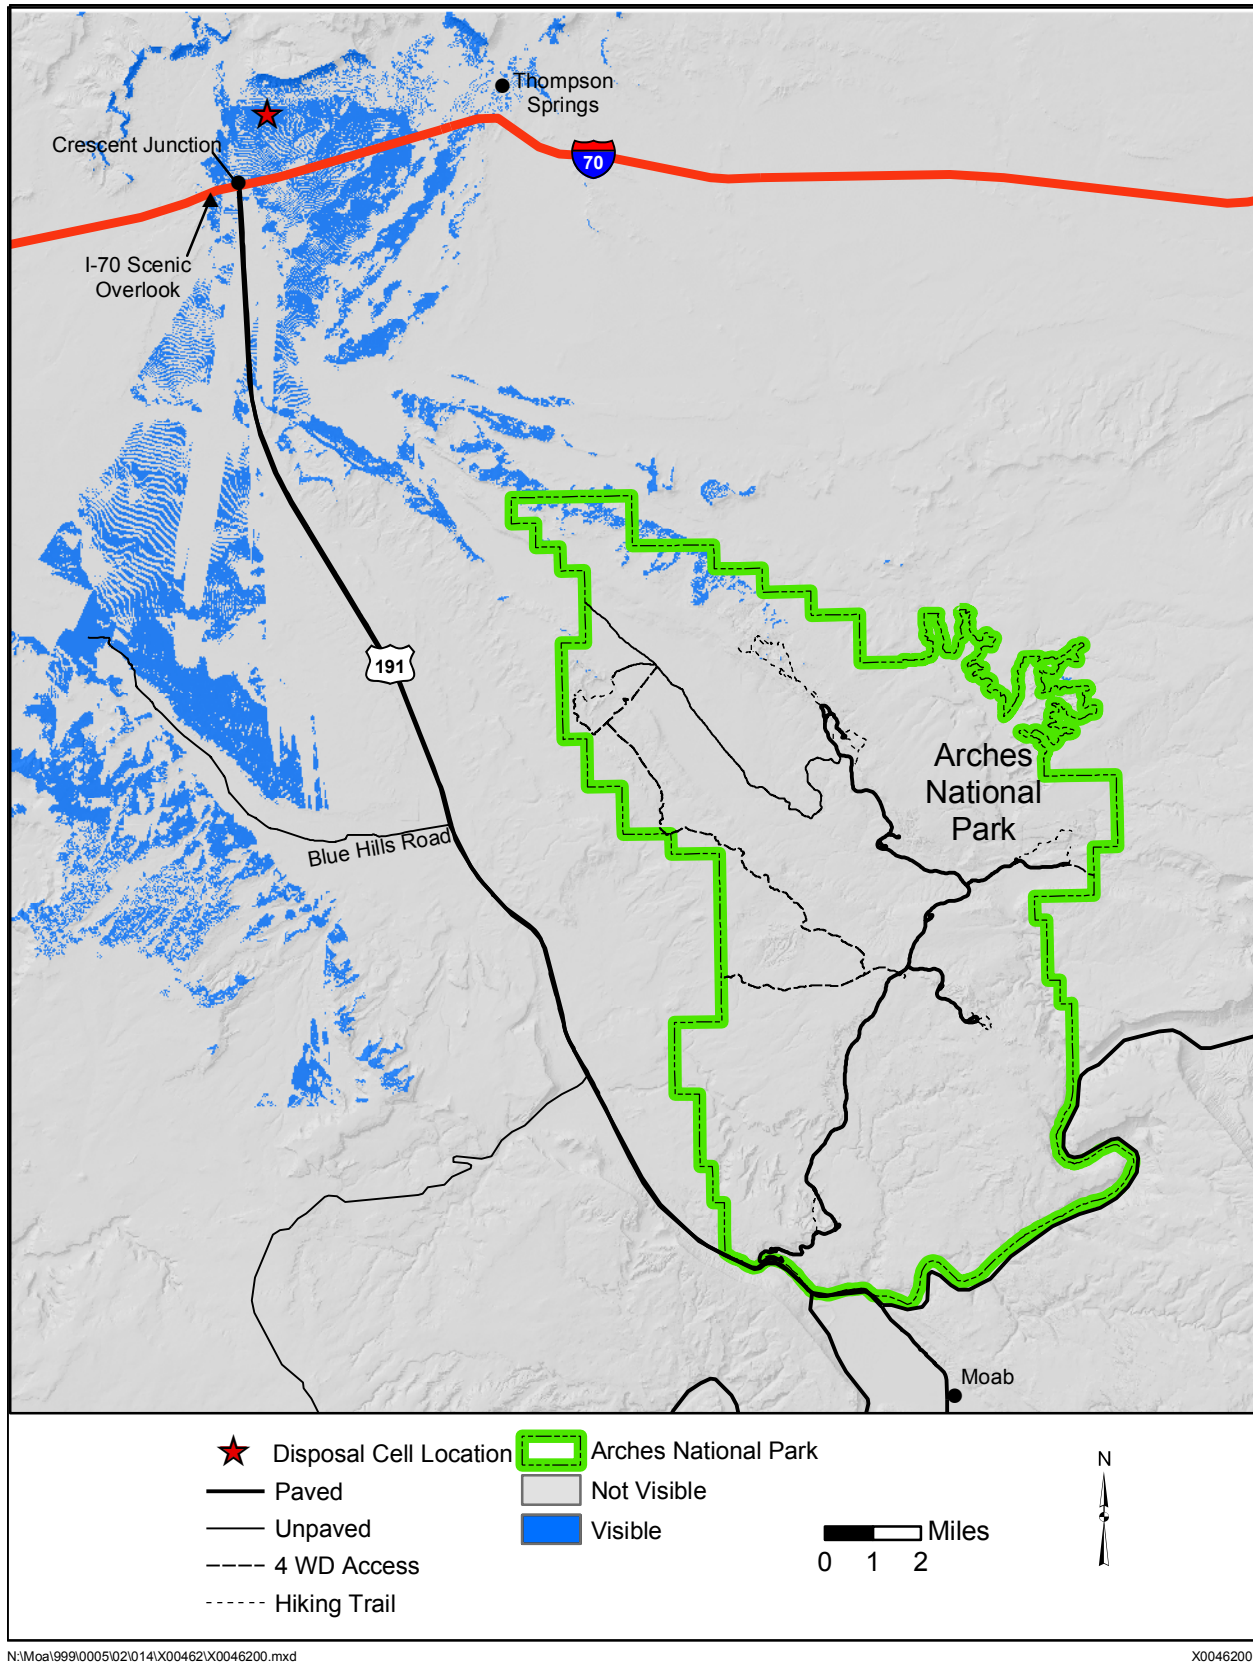 Thompson
Springs
Crescent Junction
70
I-70 Scenic
Overlook
191
Arches
National
Park
Blue Hills Road
Moab
Disposal Cell Location
Paved
Unpaved
4 WD Access
Hiking Trail
Arches National Park
Not Visible
Visible
Miles
0 1 2
N
N:\Moa\999\0005\02\014\X00462\X0046200.mxd
X0046200